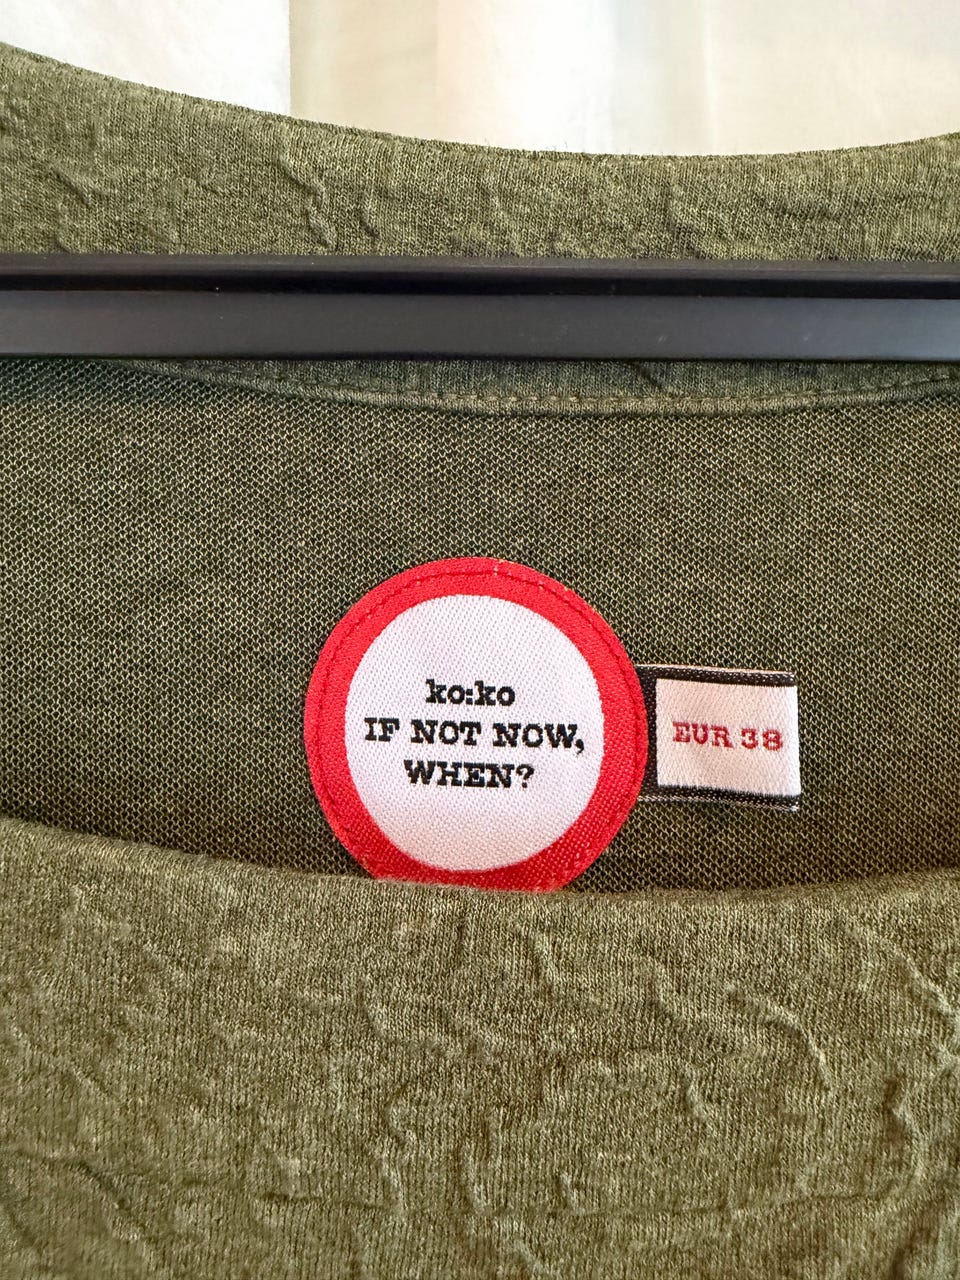 ko:ko
IF NOT NOW,
WHEN?
EUR 38